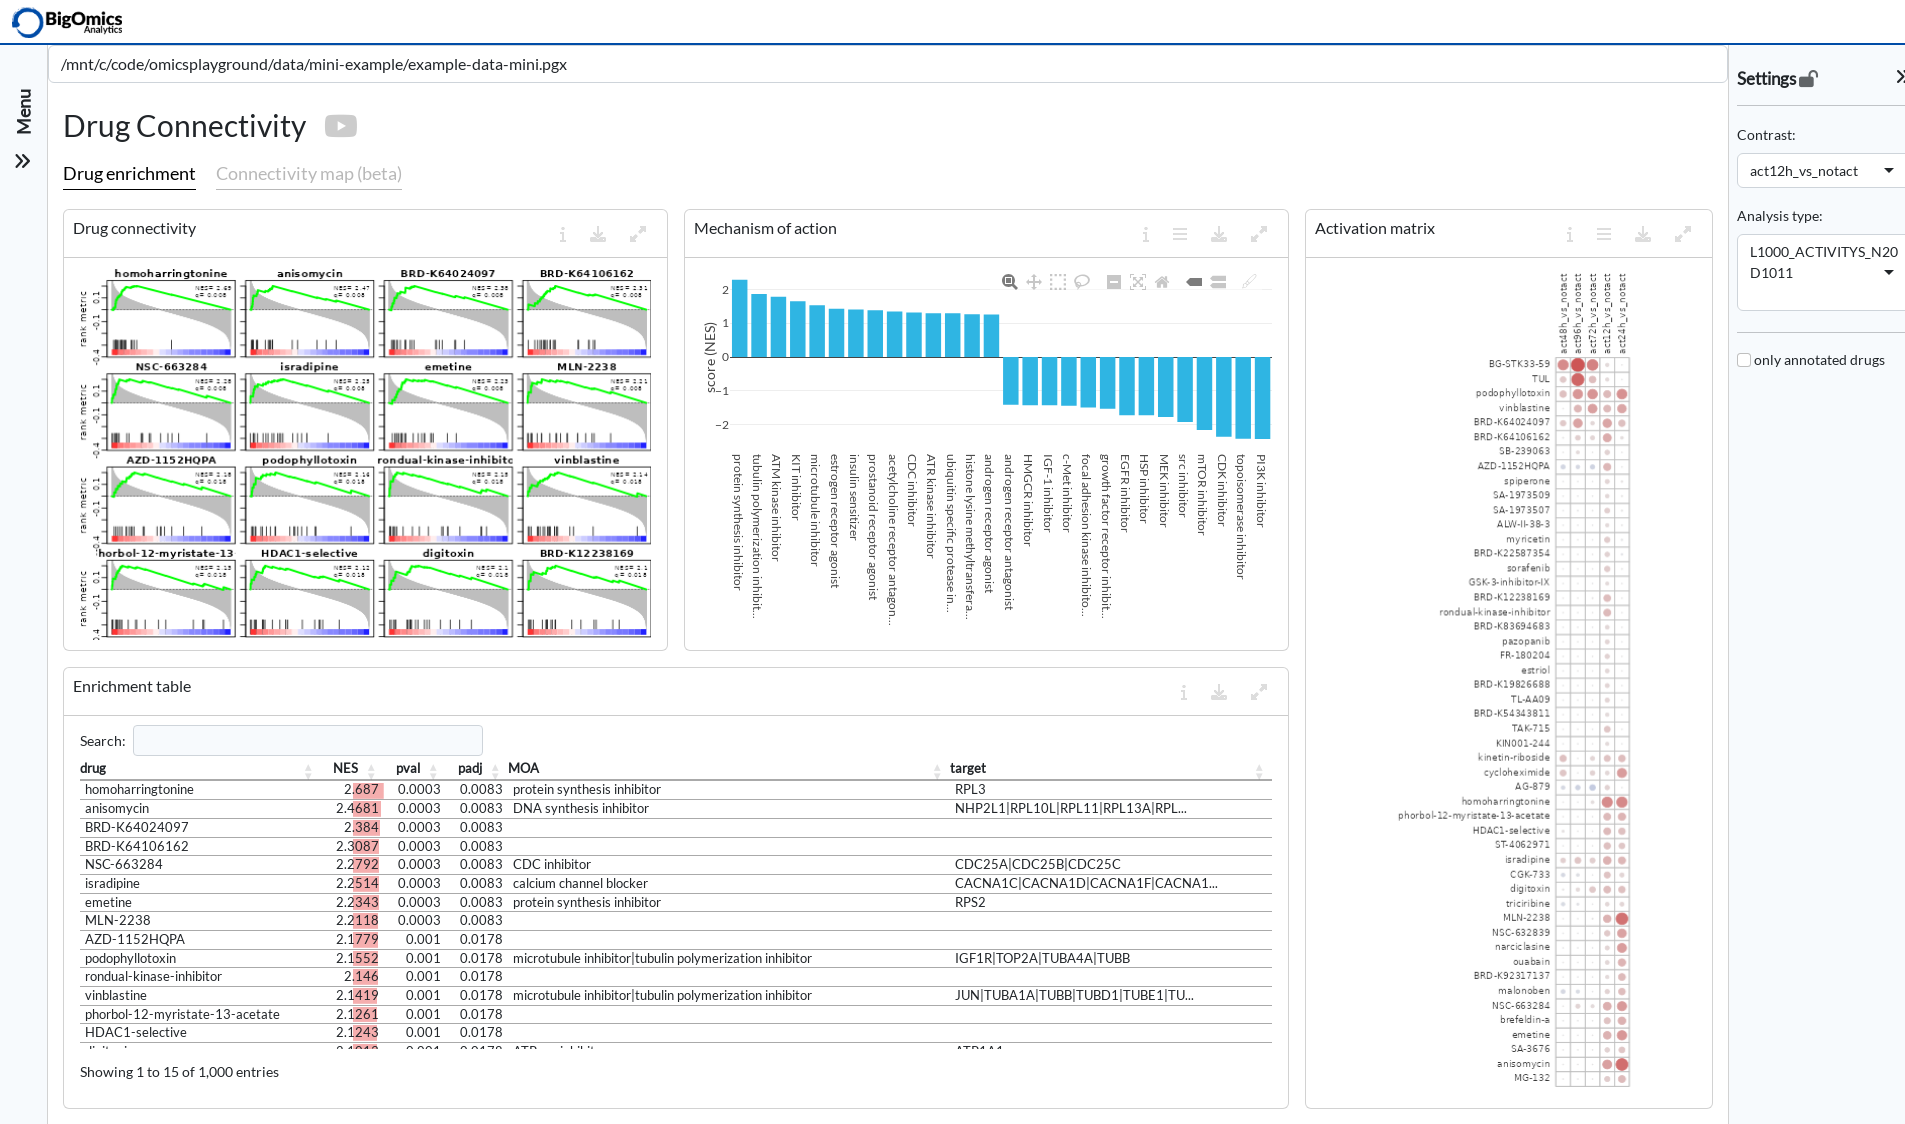 BigOmics
Analytics
/mnt/c/code/omicsplayground/data/mini-example/example-data-mini.pgx
Menu
Drug Connectivity
Drug enrichment Connectivity map (beta)
Drug connectivity
homoharringtonine anisomycin BRD-K64024097 BRD-K64106162
NSC-663284 isradipine emetine MLN-2238
AZD-1152HQPA podophyllotoxin rondual-kinase-inhibitc vinblastine
horbol-12-myristate-13 HDAC1-selective digitoxin BRD-K12238169
rank metric
rank metric
rank metric
rank metric
Mechanism of action
score (NES)
2
1
0
−1
−2
protein synthesis inhibitor
tubulin polymerization inhibit...
ATM kinase inhibitor
KIT inhibitor
microtubule inhibitor
estrogen receptor agonist
insulin sensitizer
prostanoid receptor agonist
acetylcholine receptor antagon...
CDC inhibitor
ATR kinase inhibitor
ubiquitin specific protease in...
histone lysine methyltransfera...
androgen receptor agonist
androgen receptor antagonist
HMGCR inhibitor
IGF-1 inhibitor
c-Met inhibitor
focal adhesion kinase inhibito...
growth factor receptor inhibit...
EGFR inhibitor
HSP inhibitor
MEK inhibitor
src inhibitor
mTOR inhibitor
CDK inhibitor
topoisomerase inhibitor
PI3K inhibitor
Enrichment table
Search:
drug NES pval padj MOA target
homoharringtonine 2.687 0.0003 0.0083 protein synthesis inhibitor RPL3
anisomycin 2.4681 0.0003 0.0083 DNA synthesis inhibitor NHP2L1|RPL10L|RPL11|RPL13A|RPL...
BRD-K64024097 2.384 0.0003 0.0083
BRD-K64106162 2.3087 0.0003 0.0083
NSC-663284 2.2792 0.0003 0.0083 CDC inhibitor CDC25A|CDC25B|CDC25C
isradipine 2.2514 0.0003 0.0083 calcium channel blocker CACNA1C|CACNA1D|CACNA1F|CACNA1...
emetine 2.2343 0.0003 0.0083 protein synthesis inhibitor RPS2
MLN-2238 2.2118 0.0003 0.0083
AZD-1152HQPA 2.1779 0.001 0.0178
podophyllotoxin 2.1552 0.001 0.0178 microtubule inhibitor|tubulin polymerization inhibitor IGF1R|TOP2A|TUBA4A|TUBB
rondual-kinase-inhibitor 2.146 0.001 0.0178
vinblastine 2.1419 0.001 0.0178 microtubule inhibitor|tubulin polymerization inhibitor JUN|TUBA1A|TUBB|TUBD1|TUBE1|TU...
phorbol-12-myristate-13-acetate 2.1261 0.001 0.0178
HDAC1-selective 2.1243 0.001 0.0178
Showing 1 to 15 of 1,000 entries
Activation matrix
act48h_vs_notact
act96h_vs_notact
act72h_vs_notact
act12h_vs_notact
act24h_vs_notact
BG-STK33-59
TUL
podophyllotoxin
vinblastine
BRD-K64024097
BRD-K64106162
SB-239063
AZD-1152HQPA
spiperone
SA-1973509
SA-1973507
ALW-II-38-3
myricetin
BRD-K22587354
sorafenib
GSK-3-inhibitor-IX
BRD-K12238169
rondual-kinase-inhibitor
BRD-K83694683
pazopanib
FR-180204
estriol
BRD-K19826688
TL-AA09
BRD-K54343811
TAK-715
KIN001-244
kinetin-riboside
cycloheximide
AG-879
homoharringtonine
phorbol-12-myristate-13-acetate
HDAC1-selective
ST-4062971
isradipine
CGK-733
digitoxin
triciribine
MLN-2238
NSC-632839
narciclasine
ouabain
BRD-K92317137
malonoben
NSC-663284
brefeldin-a
emetine
SA-3676
anisomycin
MG-132
Settings
Contrast:
act12h_vs_notact
Analysis type:
L1000_ACTIVITYS_N20
D1011
only annotated drugs